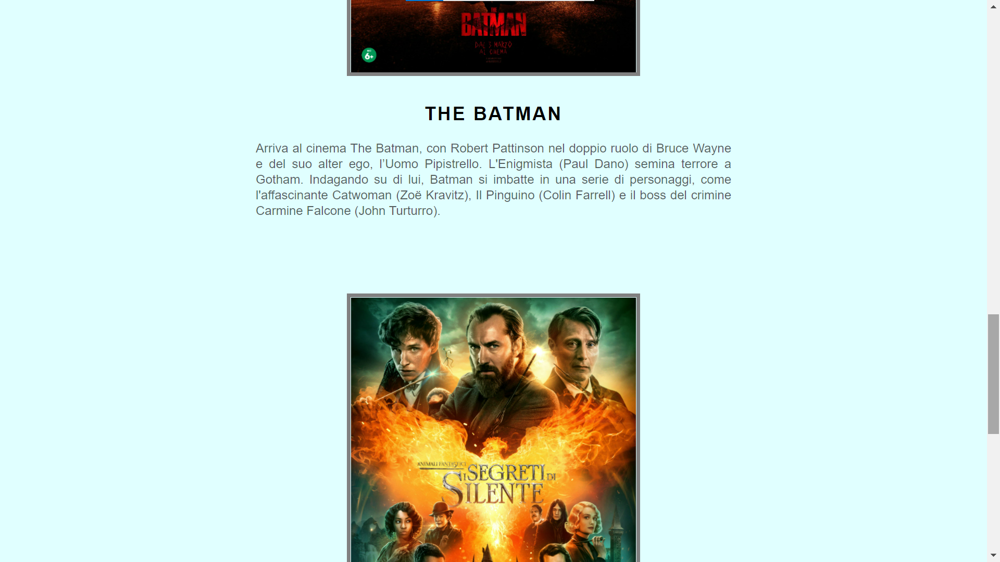 THE
BATMAN
DAL 3 MARZO
AL CINEMA
6+
THE BATMAN
Arriva al cinema The Batman, con Robert Pattinson nel doppio ruolo di Bruce Wayne
e del suo alter ego, l’Uomo Pipistrello. L'Enigmista (Paul Dano) semina terrore a
Gotham. Indagando su di lui, Batman si imbatte in una serie di personaggi, come
l'affascinante Catwoman (Zoë Kravitz), Il Pinguino (Colin Farrell) e il boss del crimine
Carmine Falcone (John Turturro).
ANIMALI FANTASTICI
I SEGRETI DI
SILENTE